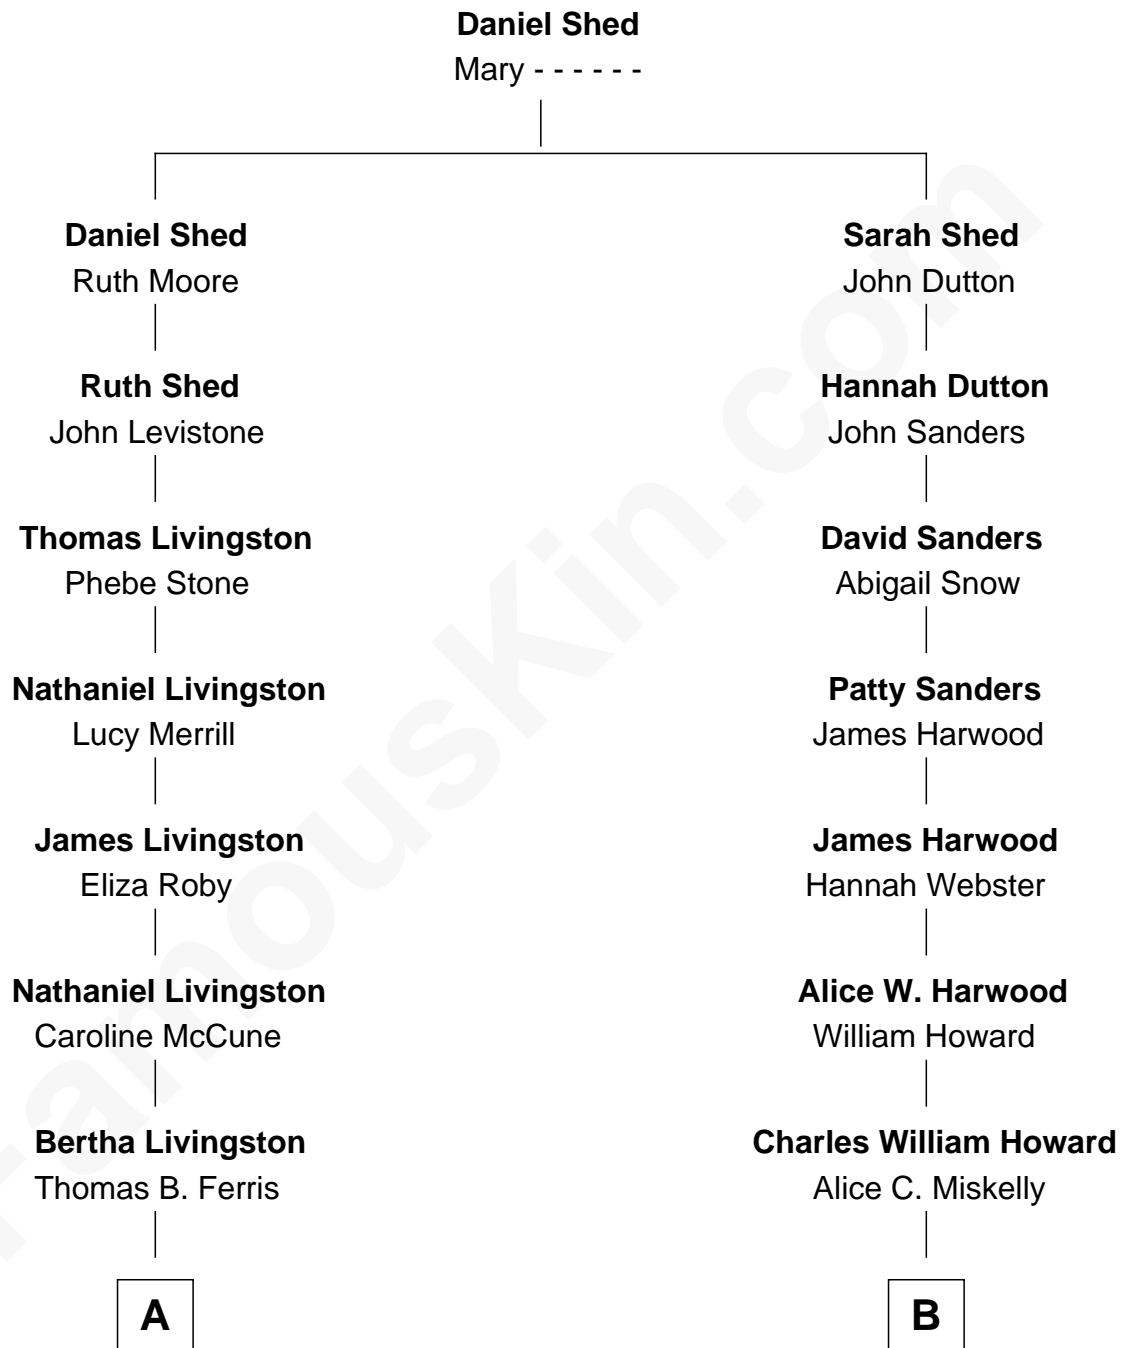 Daniel Shed
Mary - - - - - -
Daniel Shed
Ruth Moore
Ruth Shed
John Levistone
Thomas Livingston
Phebe Stone
Nathaniel Livingston
Lucy Merrill
James Livingston
Eliza Roby
Nathaniel Livingston
Caroline McCune
Bertha Livingston
Thomas B. Ferris
A
Sarah Shed
John Dutton
Hannah Dutton
John Sanders
David Sanders
Abigail Snow
Patty Sanders
James Harwood
James Harwood
Hannah Webster
Alice W. Harwood
William Howard
Charles William Howard
Alice C. Miskelly
B
FamousKin.com